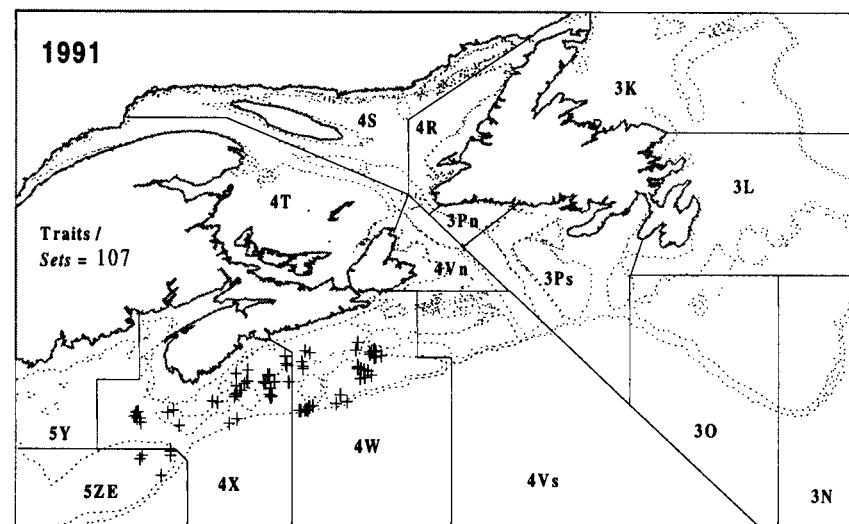 1991
3K
4S
4R
3L
4T
3Pn
Traits /
Sets = 107
4Vn
3Ps
5Y
4W
3O
5ZE
4X
4Vs
3N